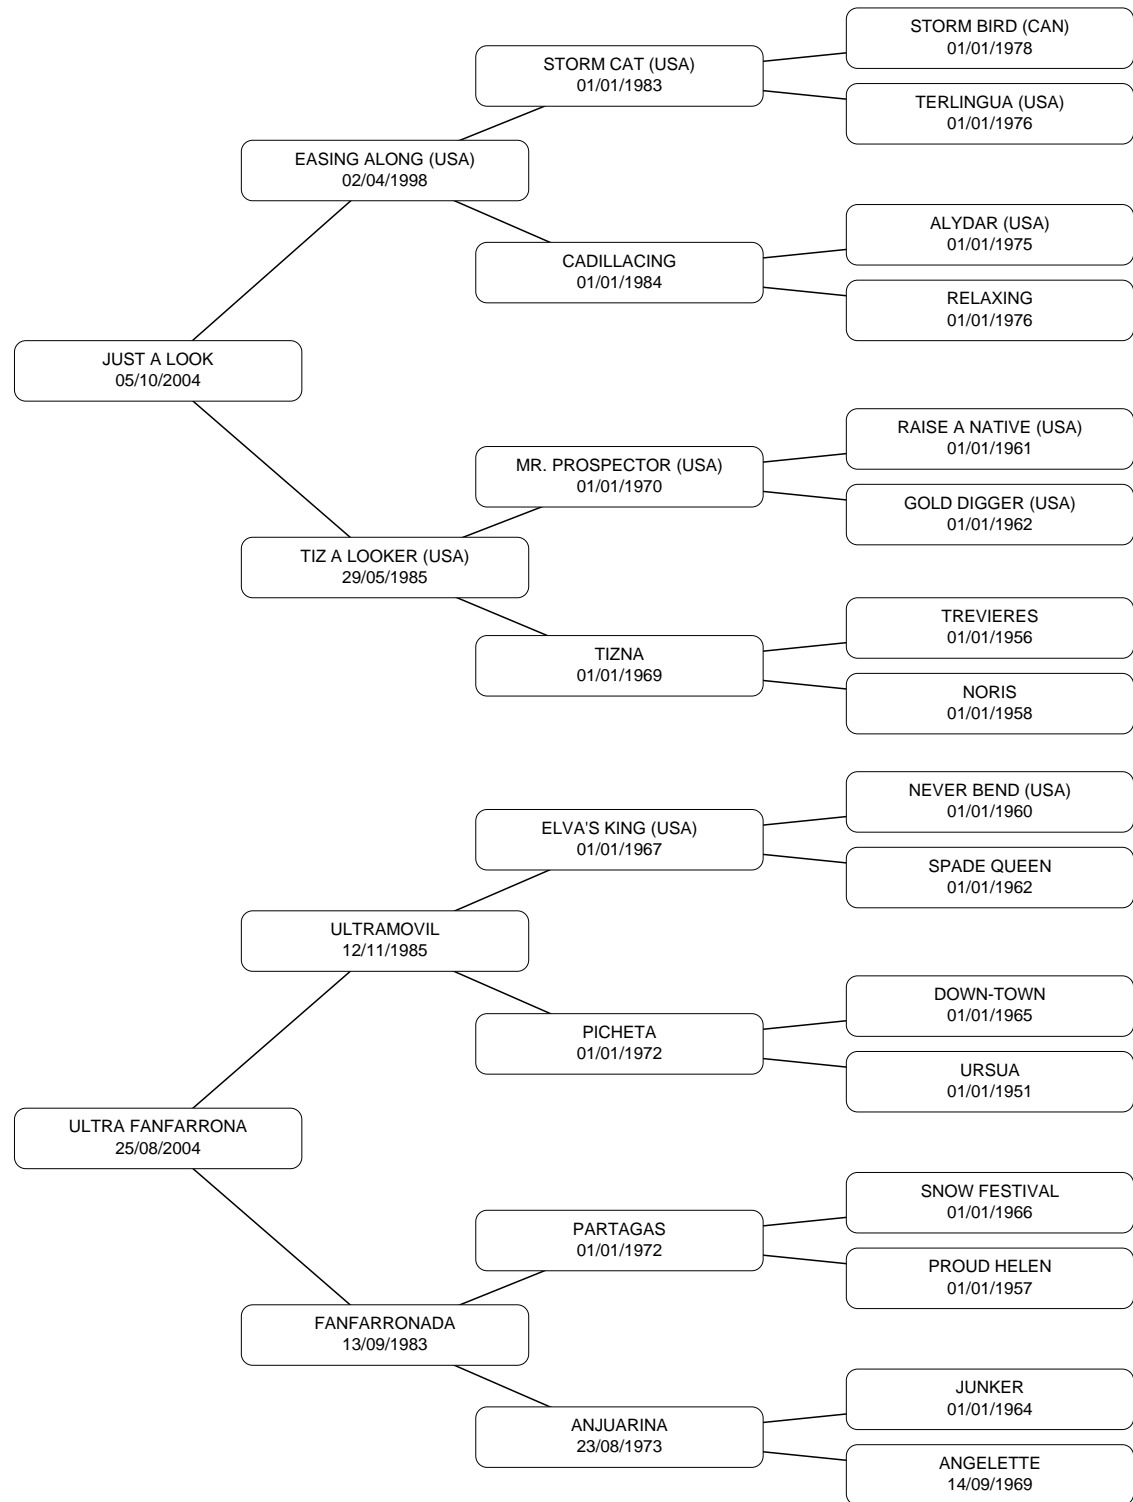 STORM BIRD (CAN)
01/01/1978
STORM CAT (USA)
01/01/1983
TERLINGUA (USA)
01/01/1976
EASING ALONG (USA)
02/04/1998
ALYDAR (USA)
01/01/1975
CADILLACING
01/01/1984
RELAXING
01/01/1976
JUST A LOOK
05/10/2004
RAISE A NATIVE (USA)
01/01/1961
MR. PROSPECTOR (USA)
01/01/1970
GOLD DIGGER (USA)
01/01/1962
TIZ A LOOKER (USA)
29/05/1985
TREVIERES
01/01/1956
TIZNA
01/01/1969
NORIS
01/01/1958
NEVER BEND (USA)
01/01/1960
ELVA'S KING (USA)
01/01/1967
SPADE QUEEN
01/01/1962
ULTRAMOVIL
12/11/1985
DOWN-TOWN
01/01/1965
PICHETA
01/01/1972
URSUA
01/01/1951
ULTRA FANFARRONA
25/08/2004
SNOW FESTIVAL
01/01/1966
PARTAGAS
01/01/1972
PROUD HELEN
01/01/1957
FANFARRONADA
13/09/1983
JUNKER
01/01/1964
ANJUARINA
23/08/1973
ANGELETTE
14/09/1969